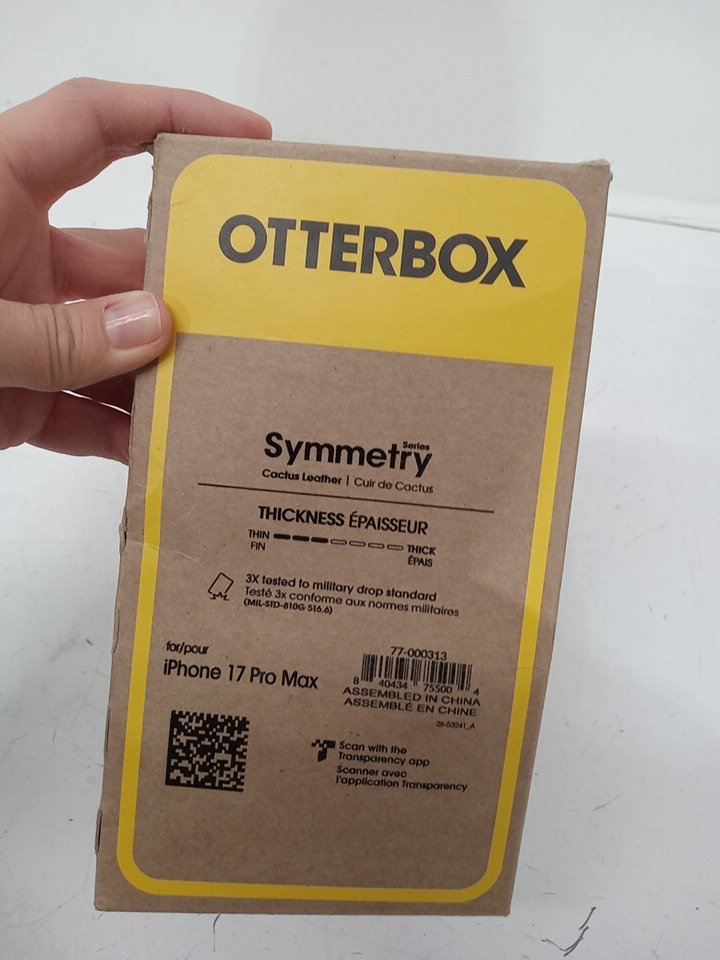 OTTERBOX
Symmetry Series
Cactus Leather | Cuir de Cactus
THICKNESS ÉPAISSEUR
THIN THICK
FIN ÉPAIS
3X tested to military drop standard
Testé 3x conforme aux normes militaires
(MIL-STD-810G 516.6)
for/pour
iPhone 17 Pro Max
77-000313
8 40434 75500 4
ASSEMBLED IN CHINA
ASSEMBLÉ EN CHINE
26-53241_A
Scan with the
Transparency app
Scanner avec
l'application Transparency